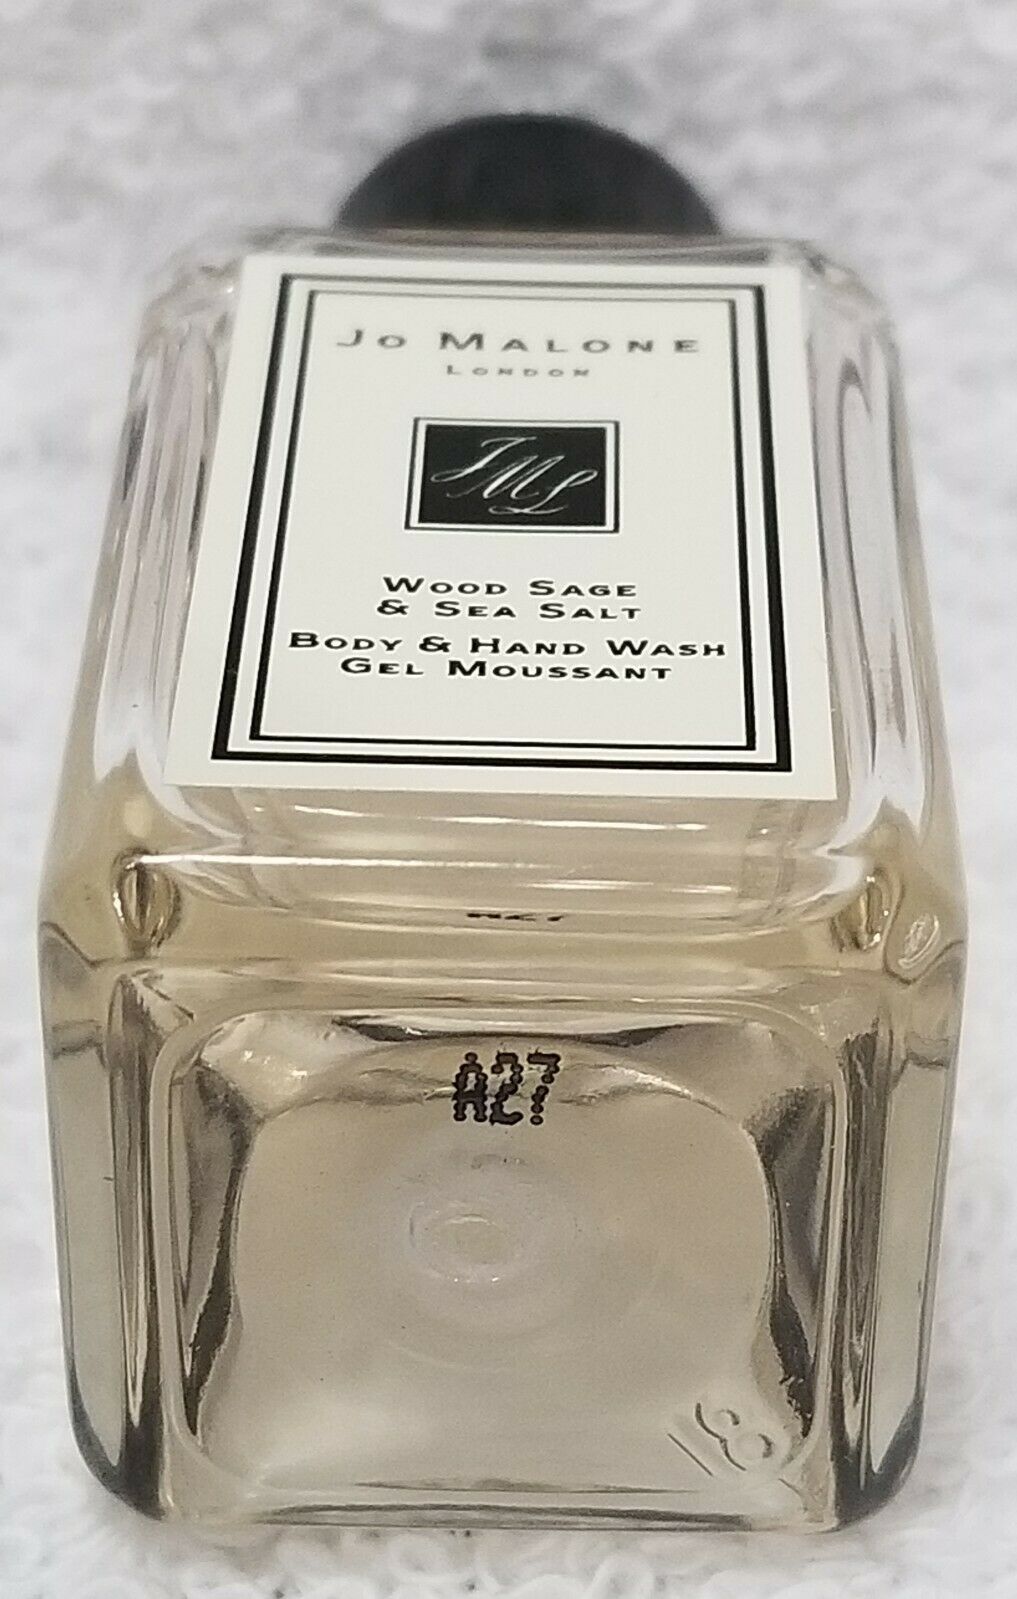 JO MALONE
LONDON
JML
WOOD SAGE
& SEA SALT
BODY & HAND WASH
GEL MOUSSANT
A27